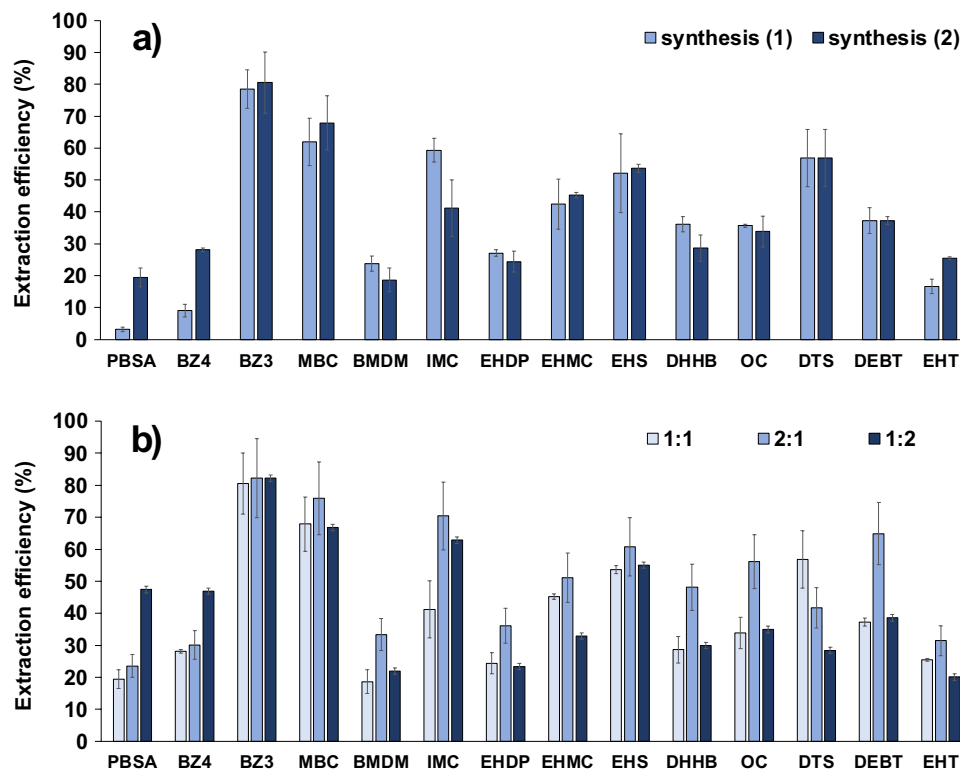 a)
synthesis (1) synthesis (2)
Extraction efficiency (%)
100
90
80
70
60
50
40
30
20
10
0
PBSA BZ4 BZ3 MBC BMDM IMC EHDP EHMC EHS DHHB OC DTS DEBT EHT
b)
1:1 2:1 1:2
Extraction efficiency (%)
100
90
80
70
60
50
40
30
20
10
0
PBSA BZ4 BZ3 MBC BMDM IMC EHDP EHMC EHS DHHB OC DTS DEBT EHT